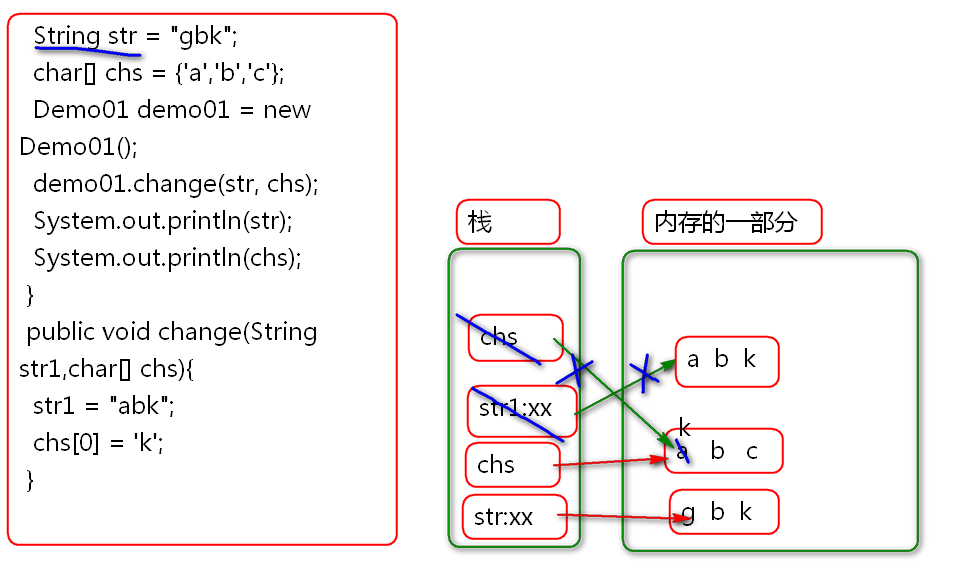 String str = "gbk";
char[] chs = {'a','b','c'};
Demo01 demo01 = new
Demo01();
demo01.change(str, chs);
System.out.println(str);
System.out.println(chs);
}
public void change(String
str1,char[] chs){
str1 = "abk";
chs[0] = 'k';
}
栈
内存的一部分
chs
str1:xx
chs
str:xx
a b k
k
a b c
g b k